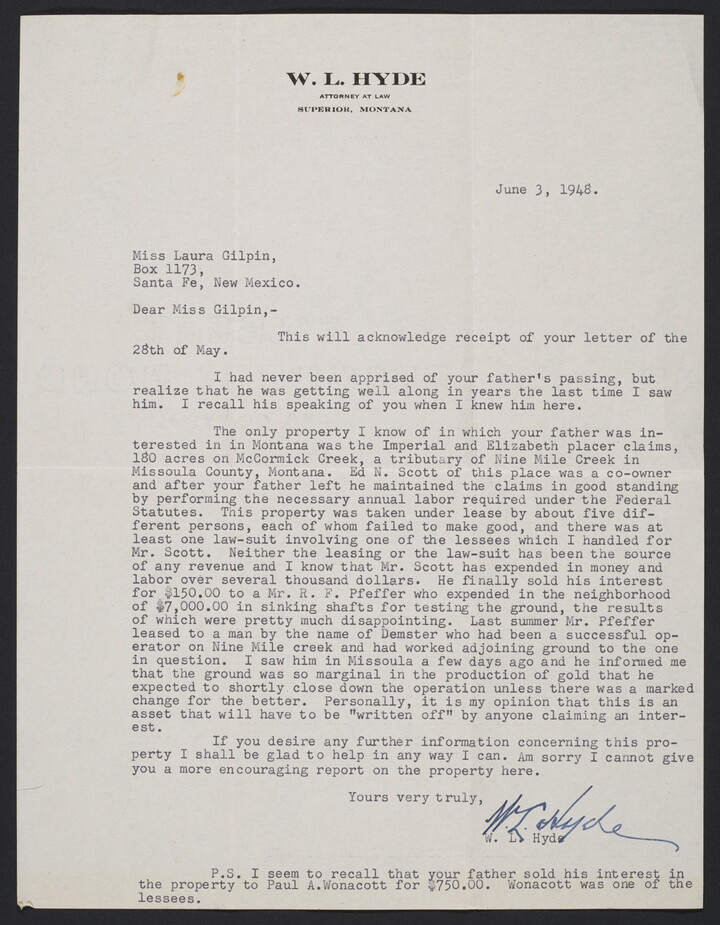 W. L. HYDE
ATTORNEY AT LAW
SUPERIOR, MONTANA
June 3, 1948.
Miss Laura Gilpin,
Box 1173,
Santa Fe, New Mexico.
Dear Miss Gilpin,-
This will acknowledge receipt of your letter of the
28th of May.
I had never been apprised of your father's passing, but
realize that he was getting well along in years the last time I saw
him. I recall his speaking of you when I knew him here.
The only property I know of in which your father was in-
terested in in Montana was the Imperial and Elizabeth placer claims,
180 acres on McCormick Creek, a tributary of Nine Mile Creek in
Missoula County, Montana. Ed N. Scott of this place was a co-owner
and after your father left he maintained the claims in good standing
by performing the necessary annual labor required under the Federal
Statutes. This property was taken under lease by about five dif-
ferent persons, each of whom failed to make good, and there was at
least one law-suit involving one of the lessees which I handled for
Mr. Scott. Neither the leasing or the law-suit has been the source
of any revenue and I know that Mr. Scott has expended in money and
labor over several thousand dollars. He finally sold his interest
for $150.00 to a Mr. R. F. Pfeffer who expended in the neighborhood
of $7,000.00 in sinking shafts for testing the ground, the results
of which were pretty much disappointing. Last summer Mr. Pfeffer
leased to a man by the name of Demster who had been a successful op-
erator on Nine Mile creek and had worked adjoining ground to the one
in question. I saw him in Missoula a few days ago and he informed me
that the ground was so marginal in the production of gold that he
expected to shortly close down the operation unless there was a marked
change for the better. Personally, it is my opinion that this is an
asset that will have to be "written off" by anyone claiming an inter-
est.
If you desire any further information concerning this pro-
perty I shall be glad to help in any way I can. Am sorry I cannot give
you a more encouraging report on the property here.
Yours very truly,
W. L. Hyde
W. L. Hyde
P.S. I seem to recall that your father sold his interest in
the property to Paul A.Wonacott for $750.00. Wonacott was one of the
lessees.